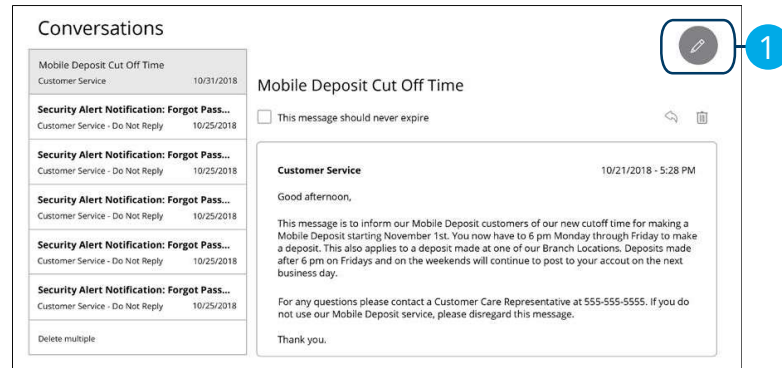 Conversations
1
Mobile Deposit Cut Off Time
Customer Service 10/31/2018
Security Alert Notification: Forgot Pass...
Customer Service - Do Not Reply 10/25/2018
Security Alert Notification: Forgot Pass...
Customer Service - Do Not Reply 10/25/2018
Security Alert Notification: Forgot Pass...
Customer Service - Do Not Reply 10/25/2018
Security Alert Notification: Forgot Pass...
Customer Service - Do Not Reply 10/25/2018
Security Alert Notification: Forgot Pass...
Customer Service - Do Not Reply 10/25/2018
Delete multiple
Mobile Deposit Cut Off Time
This message should never expire
Customer Service 10/21/2018 - 5:28 PM
Good afternoon,
This message is to inform our Mobile Deposit customers of our new cutoff time for making a
Mobile Deposit starting November 1st. You now have to 6 pm Monday through Friday to make
a deposit. This also applies to a deposit made at one of our Branch Locations. Deposits made
after 6 pm on Fridays and on the weekends will continue to post to your accout on the next
business day.
For any questions please contact a Customer Care Representative at 555-555-5555. If you do
not use our Mobile Deposit service, please disregard this message.
Thank you.